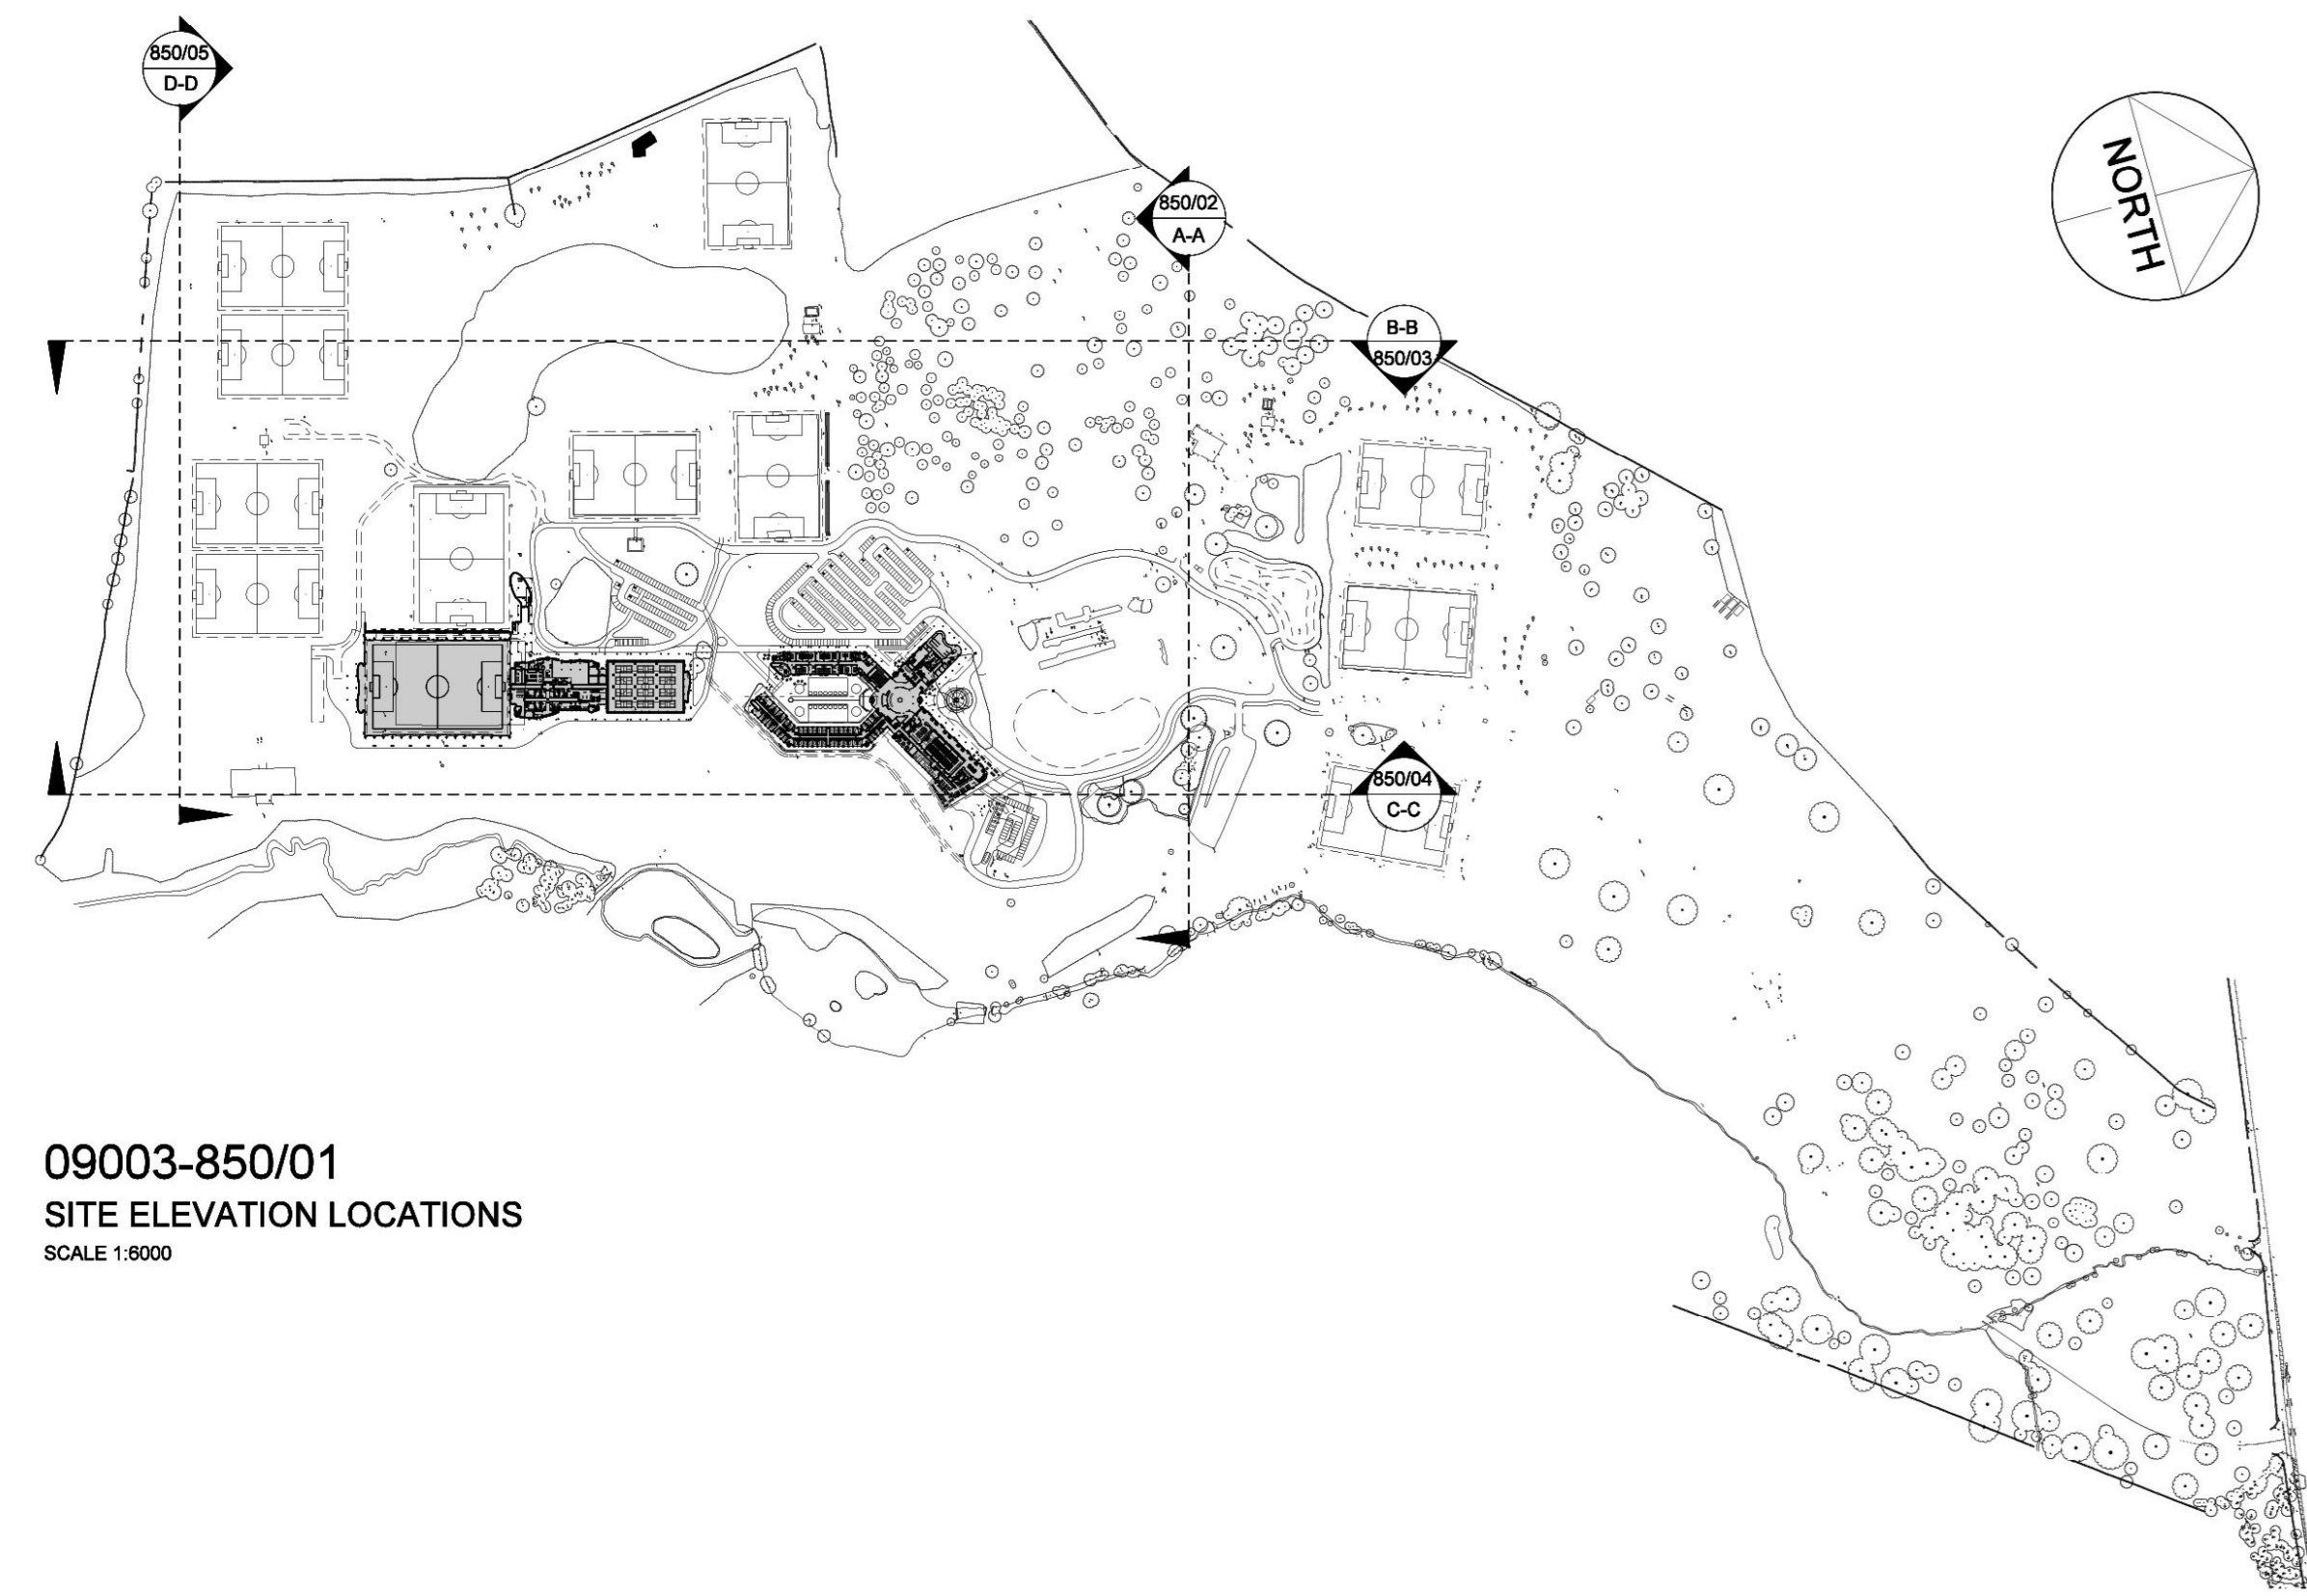 850/05
D-D
NORTH
850/02
A-A
B-B
850/03
850/04
C-C
09003-850/01
SITE ELEVATION LOCATIONS
SCALE 1:6000